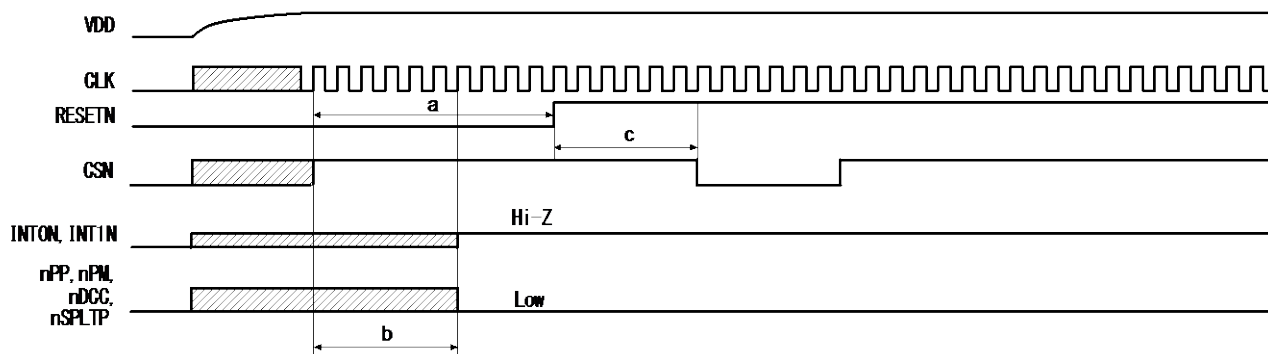 VDD
CLK
a
RESETN
c
CSN
Hi-Z
INT0N, INT1N
nPP, nPM,
nDCC,
nSPLTP
Low
b